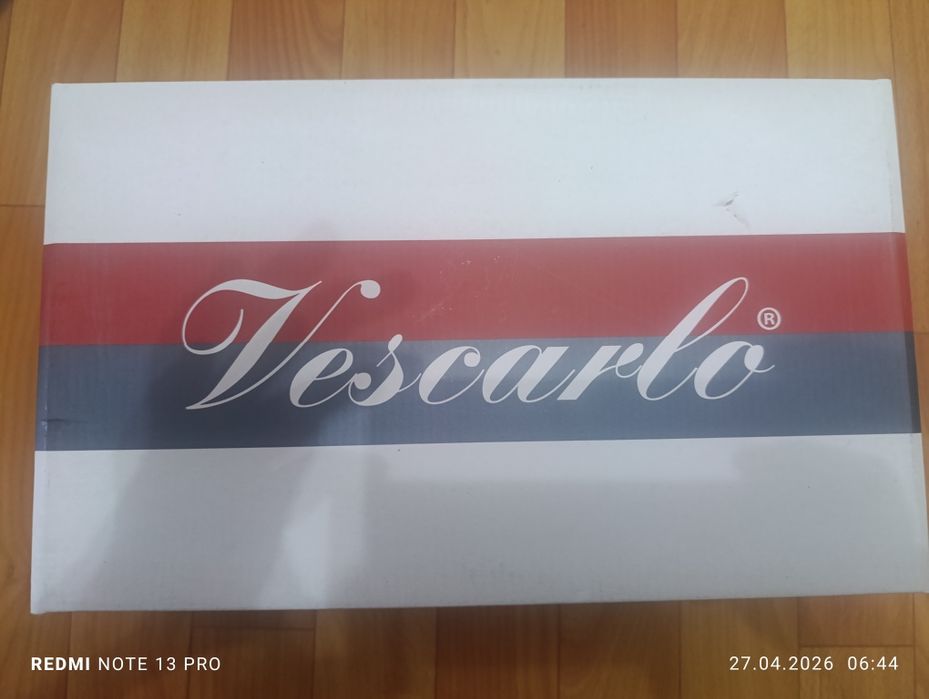 Vescarlo®
REDMI NOTE 13 PRO
27.04.2026 06:44